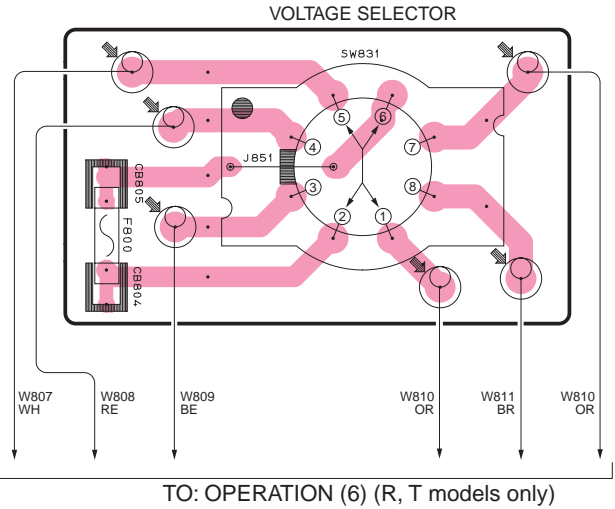 VOLTAGE SELECTOR
SW831
5
6
4
7
J851
3
8
2
1
CB805
F800
CB804
W807
WH
W808
RE
W809
BE
W810
OR
W811
BR
W810
OR
TO: OPERATION (6) (R, T models only)